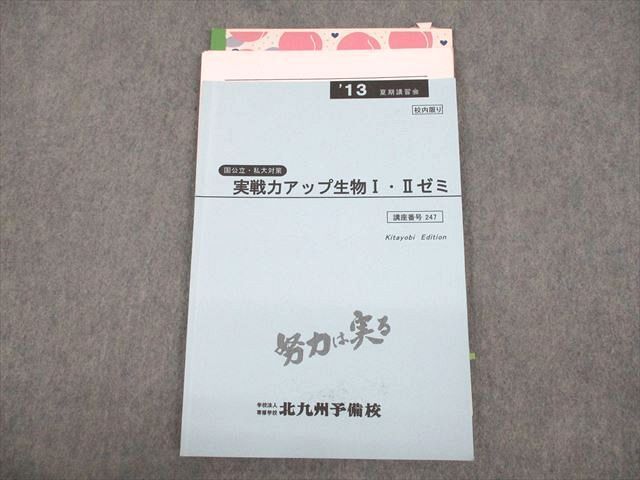 '13 夏期講習会
校内限り
国公立・私大対策
実戦力アップ生物Ⅰ・Ⅱゼミ
講座番号 247
Kitayobi Edition
努力は実る
学校法人
専修学校 北九州予備校